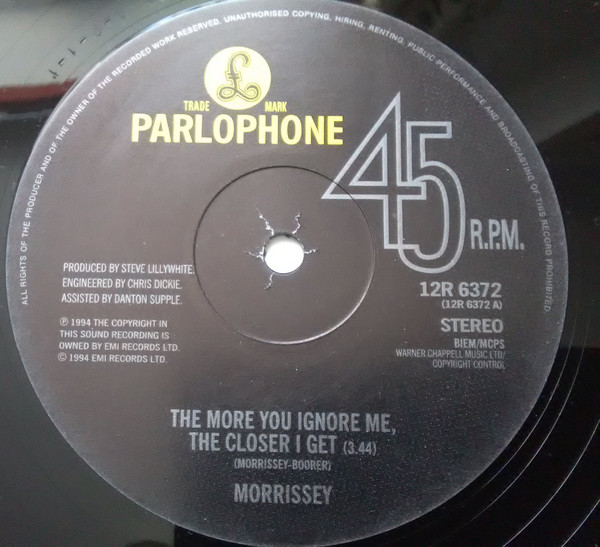 ALL RIGHTS OF THE PRODUCER AND OF THE OWNER OF THE RECORDED WORK RESERVED. UNAUTHORISED COPYING, HIRING, RENTING, PUBLIC PERFORMANCE AND BROADCASTING OF THIS RECORD PROHIBITED.
£
TRADE MARK
PARLOPHONE
45 R.P.M.
12R 6372
(12R 6372 A)
STEREO
BIEM/MCPS
WARNER CHAPPELL MUSIC LTD/
COPYRIGHT CONTROL
PRODUCED BY STEVE LILLYWHITE.
ENGINEERED BY CHRIS DICKIE.
ASSISTED BY DANTON SUPPLE.
℗ 1994 THE COPYRIGHT IN
THIS SOUND RECORDING IS
OWNED BY EMI RECORDS LTD.
© 1994 EMI RECORDS LTD.
THE MORE YOU IGNORE ME,
THE CLOSER I GET (3.44)
(MORRISSEY-BOORER)
MORRISSEY